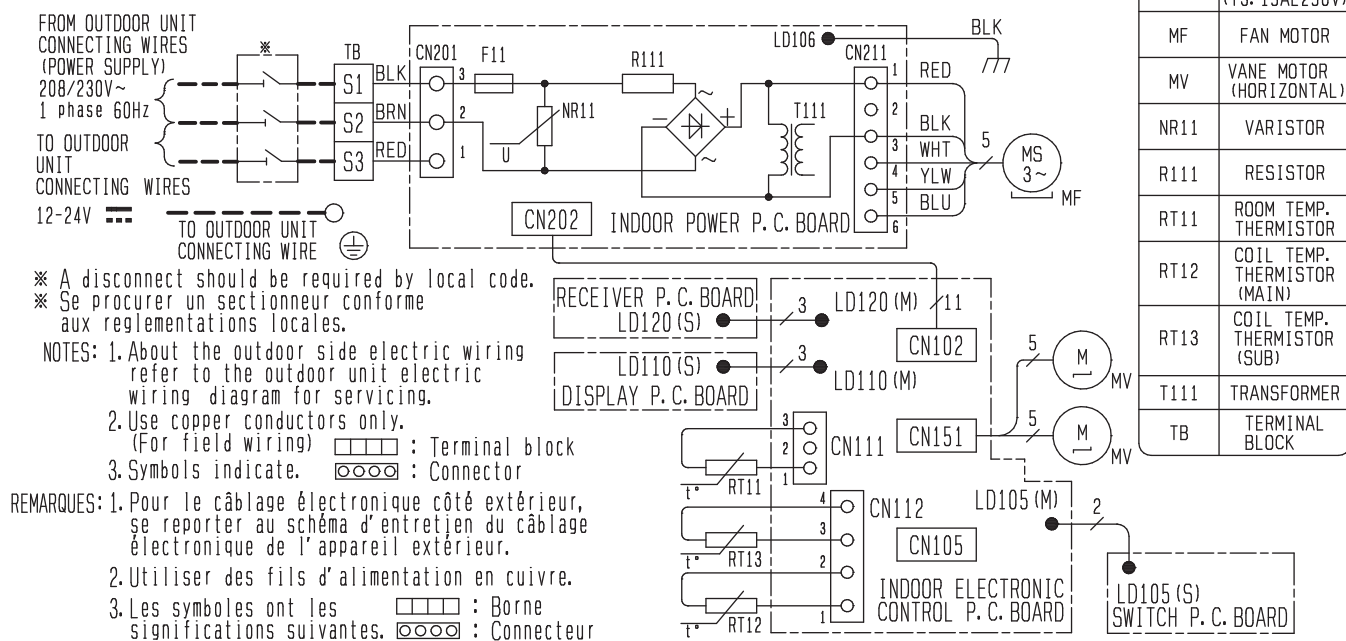 FROM OUTDOOR UNIT
CONNECTING WIRES
(POWER SUPPLY)
208/230V~
1 phase 60Hz
TO OUTDOOR
UNIT
CONNECTING WIRES
12-24V
TO OUTDOOR UNIT
CONNECTING WIRE
※
TB
S1
S2
S3
BLK
BRN
RED
CN201
3
2
1
F11
NR11
U
R111
~
−
+
~
T111
LD106
CN211
1
2
3
4
5
6
BLK
RED
BLK
WHT
YLW
BLU
5
MS
3~
MF
CN202
INDOOR POWER P.C.BOARD
※ A disconnect should be required by local code.
※ Se procurer un sectionneur conforme
aux reglementations locales.
NOTES: 1. About the outdoor side electric wiring
refer to the outdoor unit electric
wiring diagram for servicing.
2. Use copper conductors only.
(For field wiring)
: Terminal block
3. Symbols indicate.
: Connector
REMARQUES: 1. Pour le câblage électronique côté extérieur,
se reporter au schéma d'entretien du câblage
électronique de l'appareil extérieur.
2. Utiliser des fils d'alimentation en cuivre.
3. Les symboles ont les
: Borne
significations suivantes.
: Connecteur
RECEIVER P.C.BOARD
LD120(S)
3
LD120(M)
11
LD110(S)
3
LD110(M)
DISPLAY P.C.BOARD
CN102
CN151
5
M
MV
5
M
MV
3
2
1
CN111
t°
RT11
4
3
2
1
CN112
t°
RT13
t°
RT12
CN105
LD105(M)
2
LD105(S)
SWITCH P.C.BOARD
INDOOR ELECTRONIC
CONTROL P.C.BOARD
MF FAN MOTOR
MV VANE MOTOR
(HORIZONTAL)
NR11 VARISTOR
R111 RESISTOR
RT11 ROOM TEMP.
THERMISTOR
RT12 COIL TEMP.
THERMISTOR
(MAIN)
RT13 COIL TEMP.
THERMISTOR
(SUB)
T111 TRANSFORMER
TB TERMINAL
BLOCK